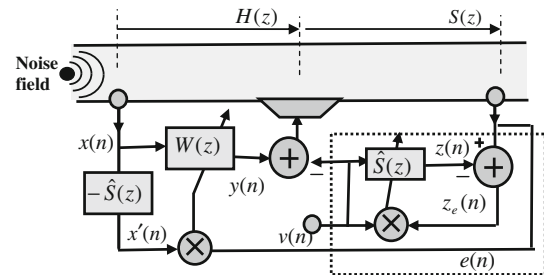 H(z) S(z)
Noise
field
x(n) W(z) y(n) + − Ŝ(z) z(n) + − +
−Ŝ(z)
x′(n) × v(n) × z_e(n)
e(n)